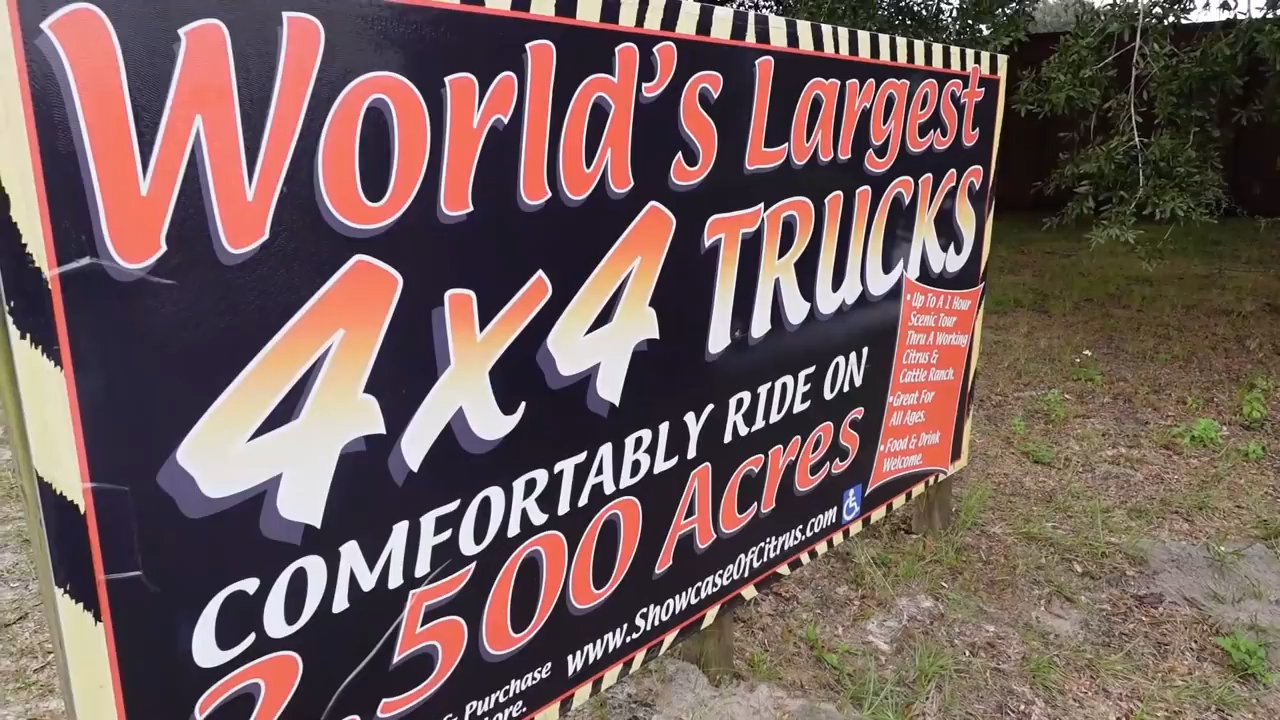 World's Largest
4x4 TRUCKS
COMFORTABLY RIDE ON
2,500 Acres
• Up To A 1 Hour
Scenic Tour
Thru A Working
Citrus &
Cattle Ranch.
• Great For
All Ages.
• Food & Drink
Welcome.
& Purchase
www.ShowcaseOfCitrus.com